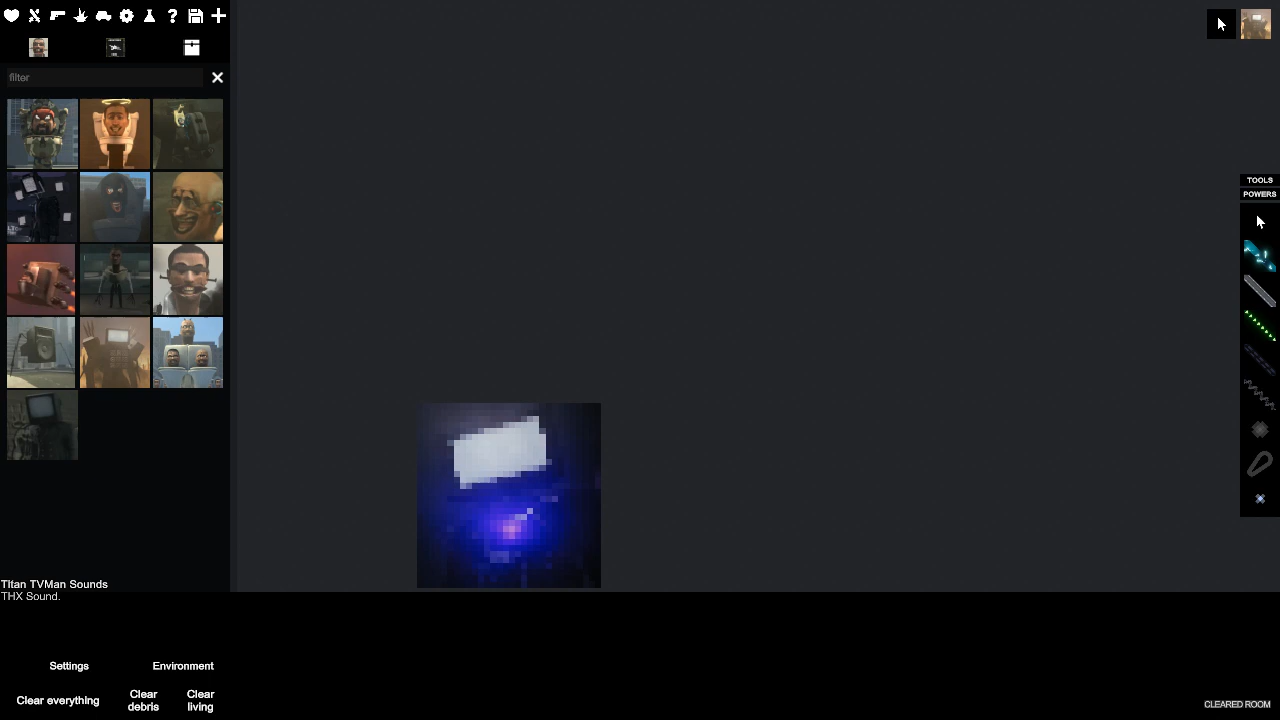 filter
TOOLS
POWERS
Titan TVMan Sounds
THX Sound.
Settings
Environment
Clear everything
Clear
debris
Clear
living
CLEARED ROOM